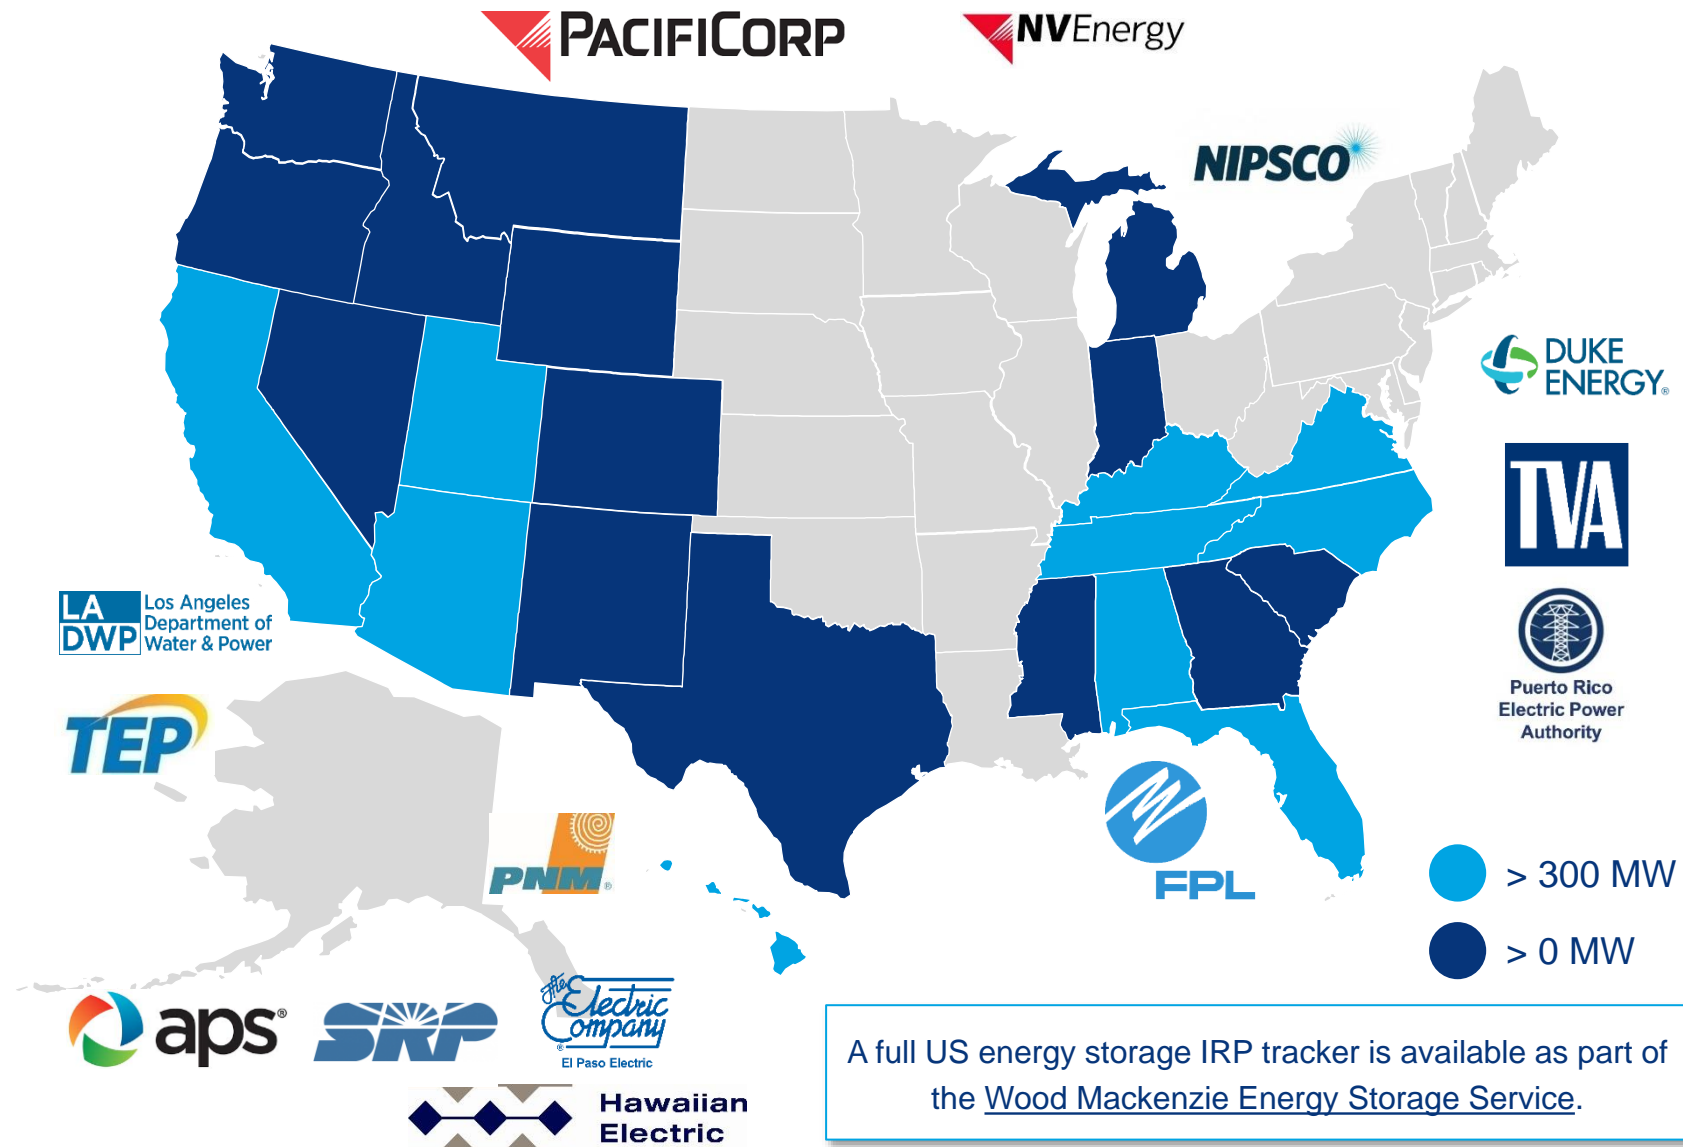 PACIFICORP
NVEnergy
NIPSCO
DUKE
ENERGY®
TVA
LA
DWP
Los Angeles
Department of
Water & Power
Puerto Rico
Electric Power
Authority
TEP
PNM®
FPL
> 300 MW
> 0 MW
aps®
SRP
The
Electric
Company
®
El Paso Electric
A full US energy storage IRP tracker is available as part of
the Wood Mackenzie Energy Storage Service.
Hawaiian
Electric